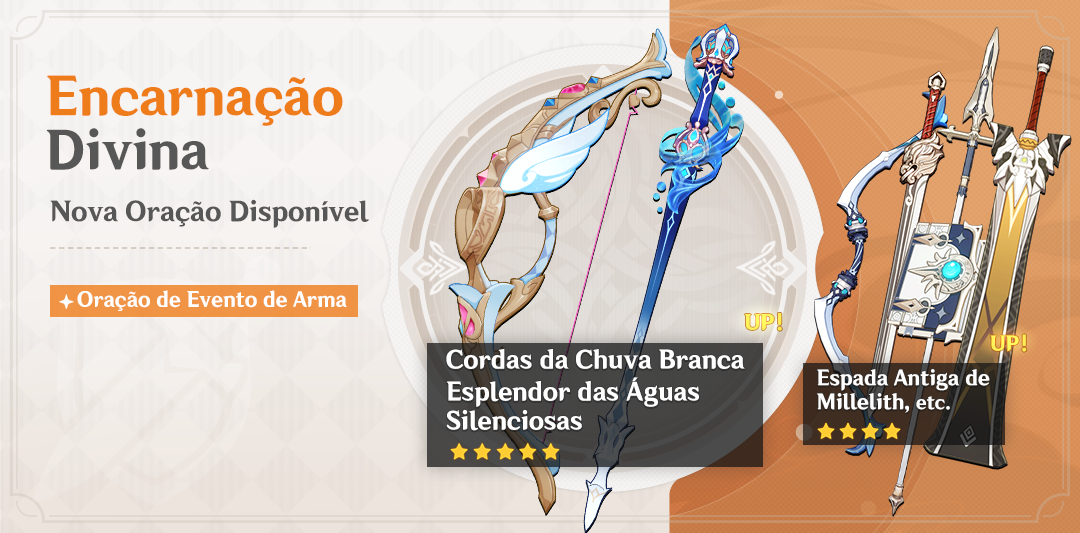 Encarnação
Divina
Nova Oração Disponível
Oração de Evento de Arma
UP!
Cordas da Chuva Branca
Esplendor das Águas
Silenciosas
UP!
Espada Antiga de
Millelith, etc.